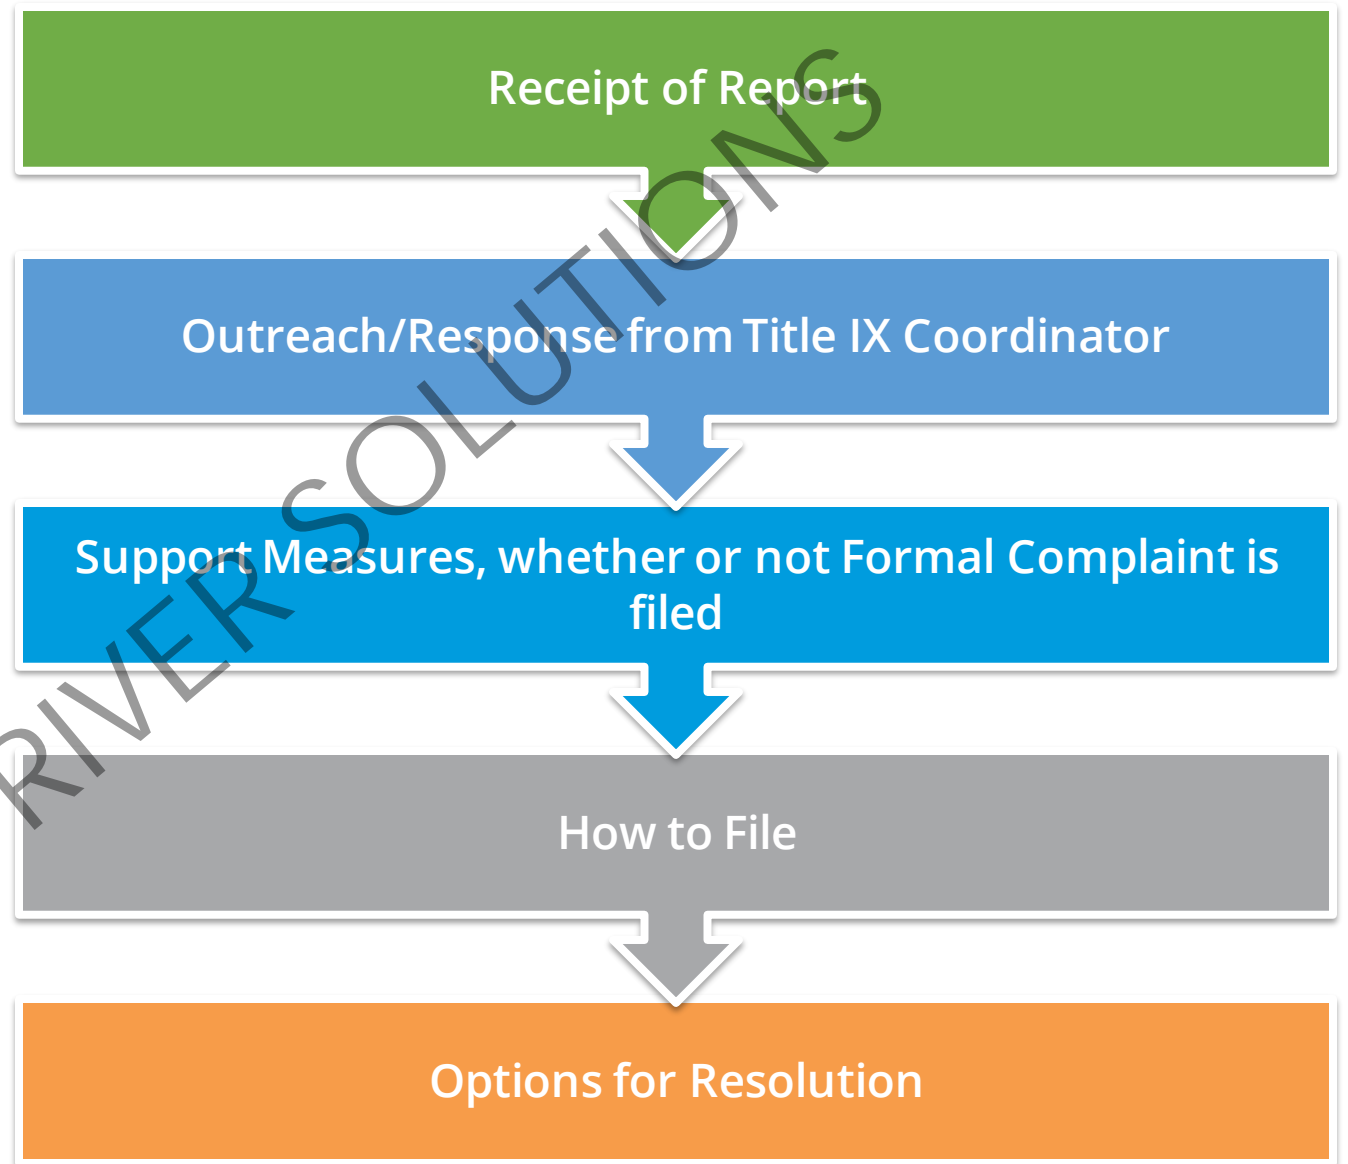 Receipt of Report
Outreach/Response from Title IX Coordinator
Support Measures, whether or not Formal Complaint is
filed
How to File
Options for Resolution
RIVER SOLUTIONS